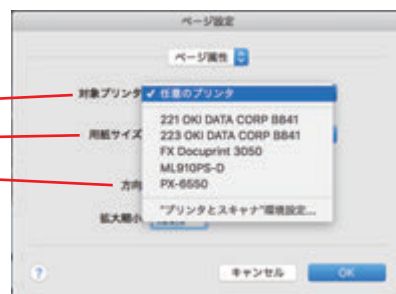 ページ設定
ページ属性
対象プリンタ ✓ 任意のプリンタ
221 OKI DATA CORP B841
223 OKI DATA CORP B841
用紙サイズ
FX Docuprint 3050
ML910PS-D
方向
PX-6550
"プリンタとスキャナ"環境設定...
拡大縮小
? キャンセル OK